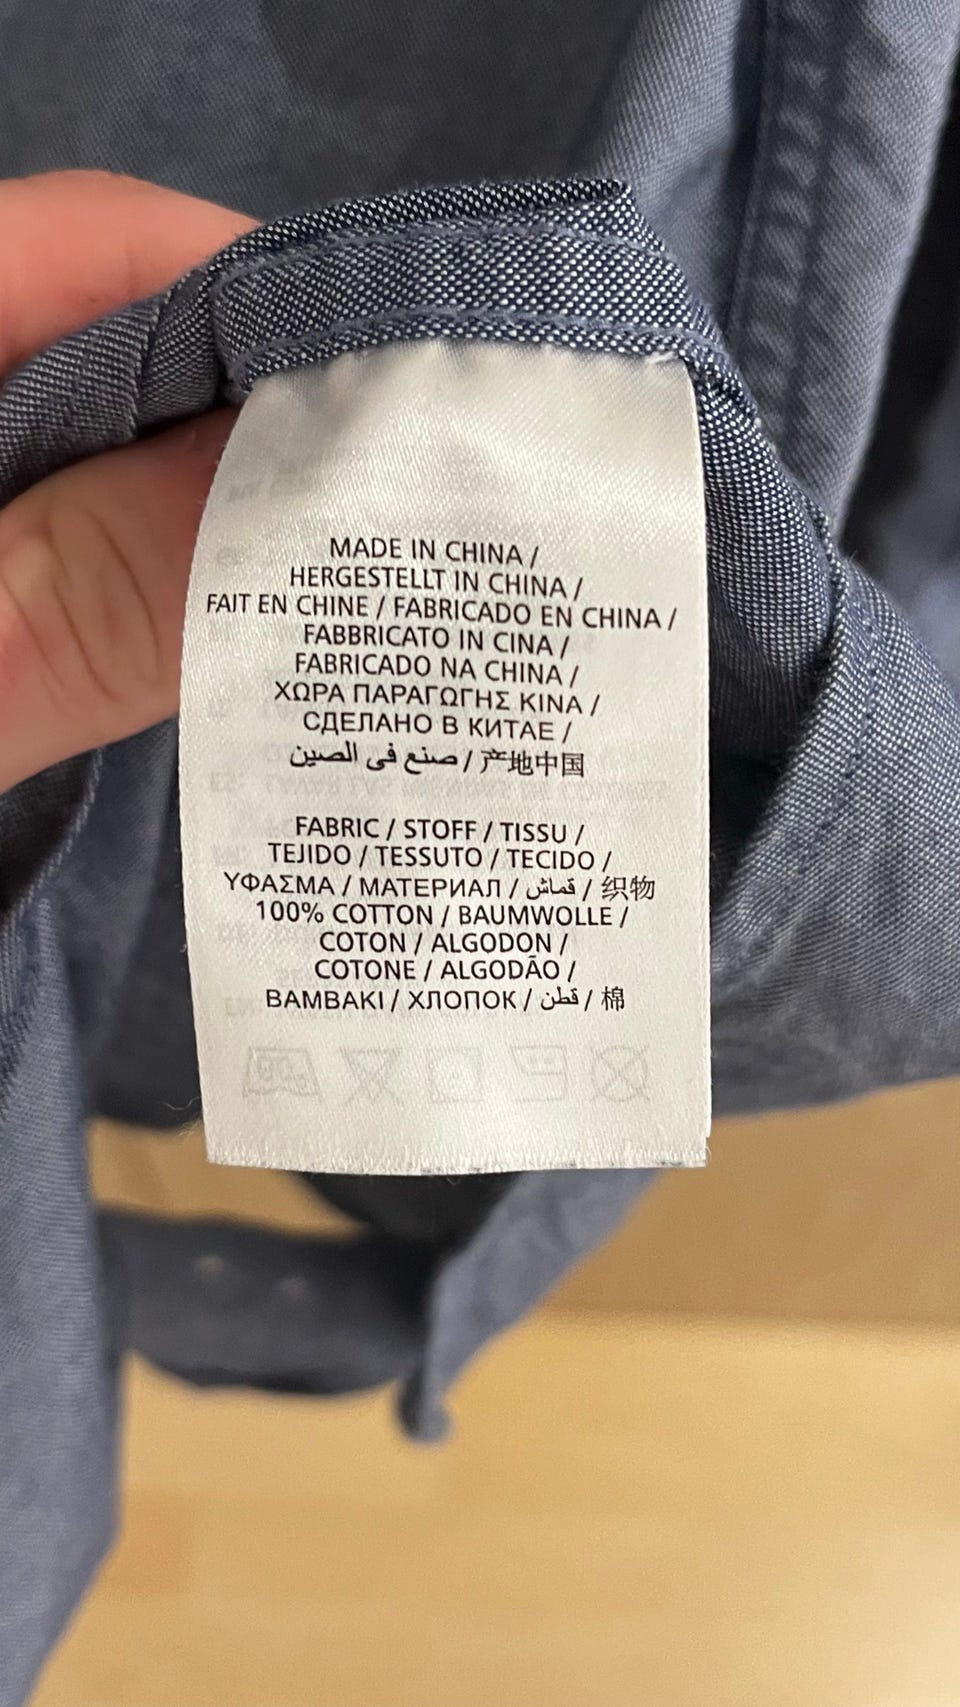 MADE IN CHINA /
HERGESTELLT IN CHINA /
FAIT EN CHINE / FABRICADO EN CHINA /
FABBRICATO IN CINA /
FABRICADO NA CHINA /
ΧΩΡΑ ΠΑΡΑΓΩΓΗΣ ΚΙΝΑ /
СДЕЛАНО В КИТАЕ /
صنع في الصين / 产地中国
FABRIC / STOFF / TISSU /
TEJIDO / TESSUTO / TECIDO /
ΥΦΑΣΜΑ / МАТЕРИАЛ / قماش / 织物
100% COTTON / BAUMWOLLE /
COTON / ALGODON /
COTONE / ALGODÃO /
ΒΑΜΒΑΚΙ / ХЛОПОК / قطن / 棉